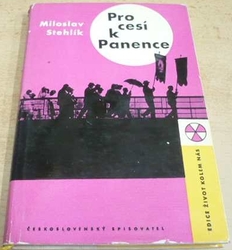 Miloslav
Stehlík
Pro
cesí k
Panence
EDICE ŽIVOT KOLEM NÁS
ČESKOSLOVENSKÝ SPISOVATEL